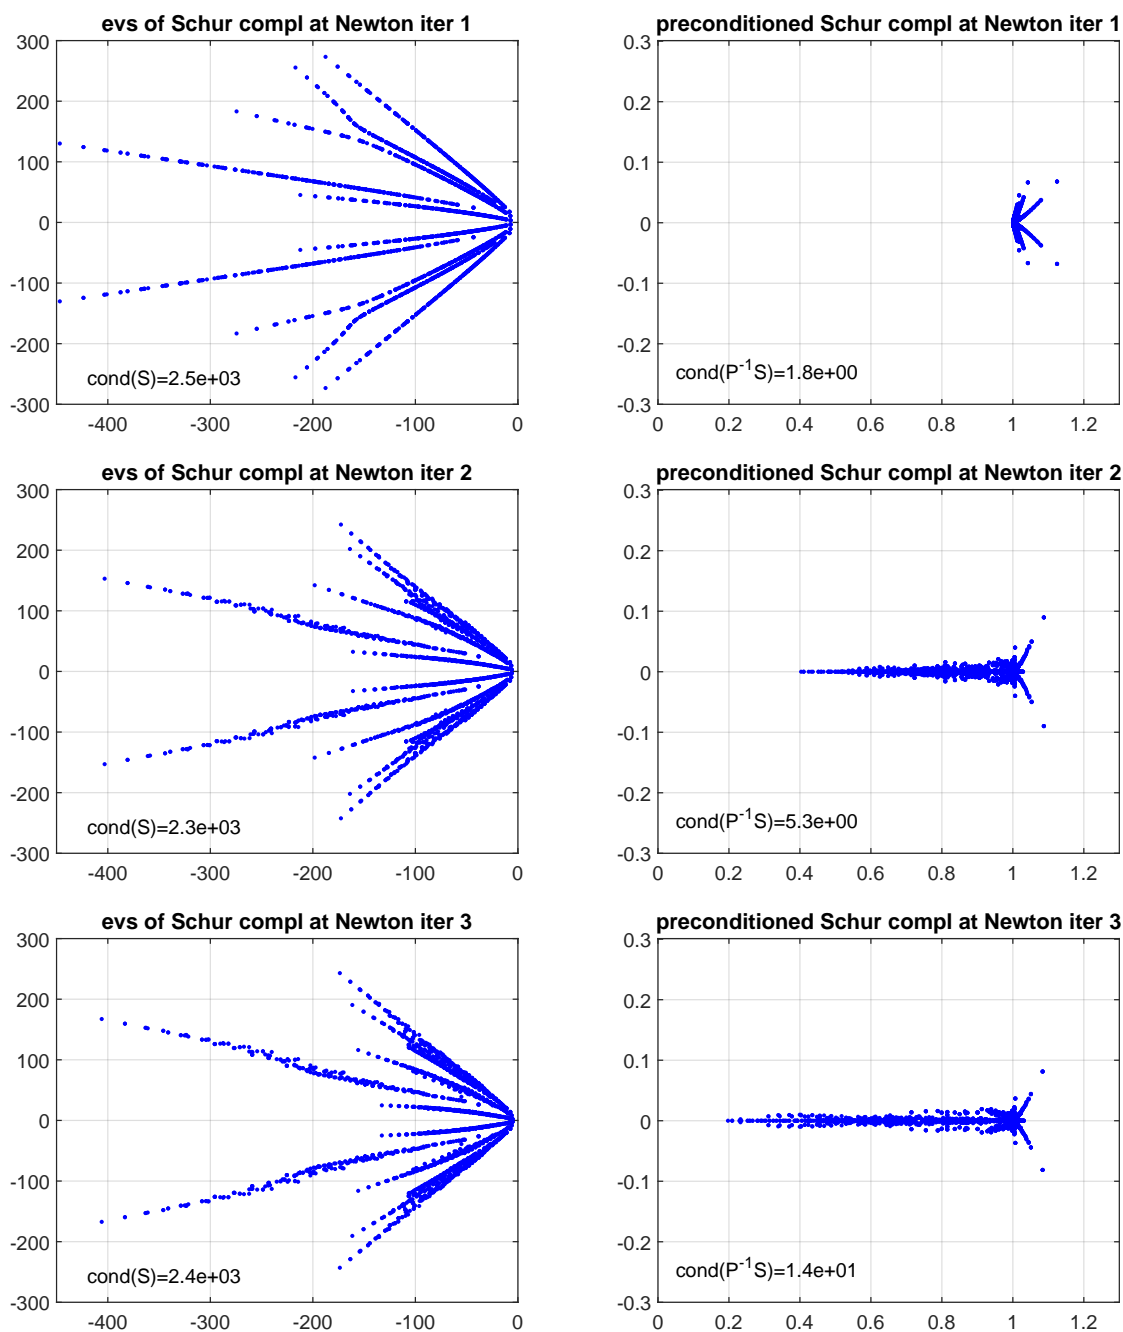 evs of Schur compl at Newton iter 1
300
200
100
0
-100
-200
-300
cond(S)=2.5e+03
-400 -300 -200 -100 0
preconditioned Schur compl at Newton iter 1
0.3
0.2
0.1
0
-0.1
-0.2
-0.3
cond(P⁻¹S)=1.8e+00
0 0.2 0.4 0.6 0.8 1 1.2
evs of Schur compl at Newton iter 2
300
200
100
0
-100
-200
-300
cond(S)=2.3e+03
-400 -300 -200 -100 0
preconditioned Schur compl at Newton iter 2
0.3
0.2
0.1
0
-0.1
-0.2
-0.3
cond(P⁻¹S)=5.3e+00
0 0.2 0.4 0.6 0.8 1 1.2
evs of Schur compl at Newton iter 3
300
200
100
0
-100
-200
-300
cond(S)=2.4e+03
-400 -300 -200 -100 0
preconditioned Schur compl at Newton iter 3
0.3
0.2
0.1
0
-0.1
-0.2
-0.3
cond(P⁻¹S)=1.4e+01
0 0.2 0.4 0.6 0.8 1 1.2